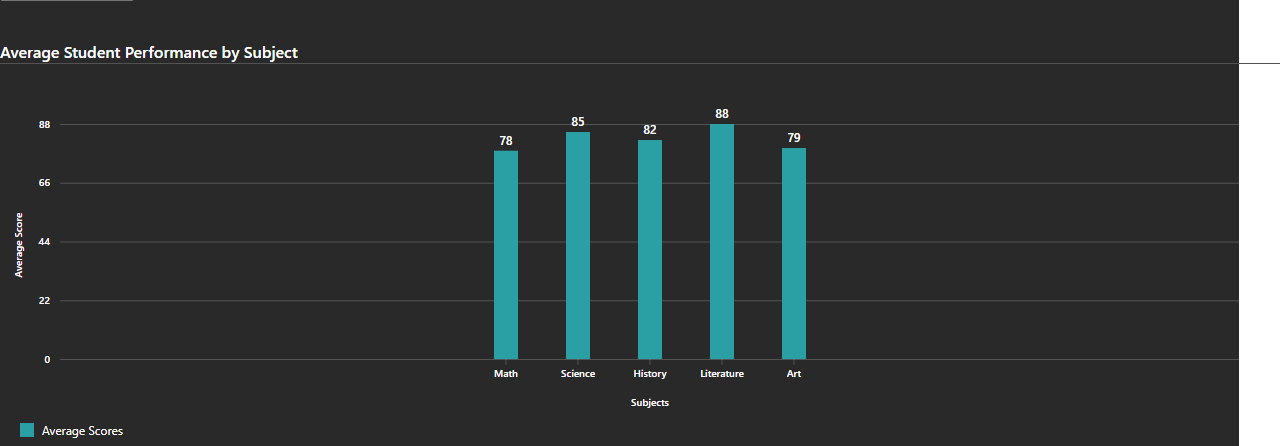 Average Student Performance by Subject
88
66
44
22
0
Average Score
78
85
82
88
79
Math
Science
History
Literature
Art
Subjects
Average Scores